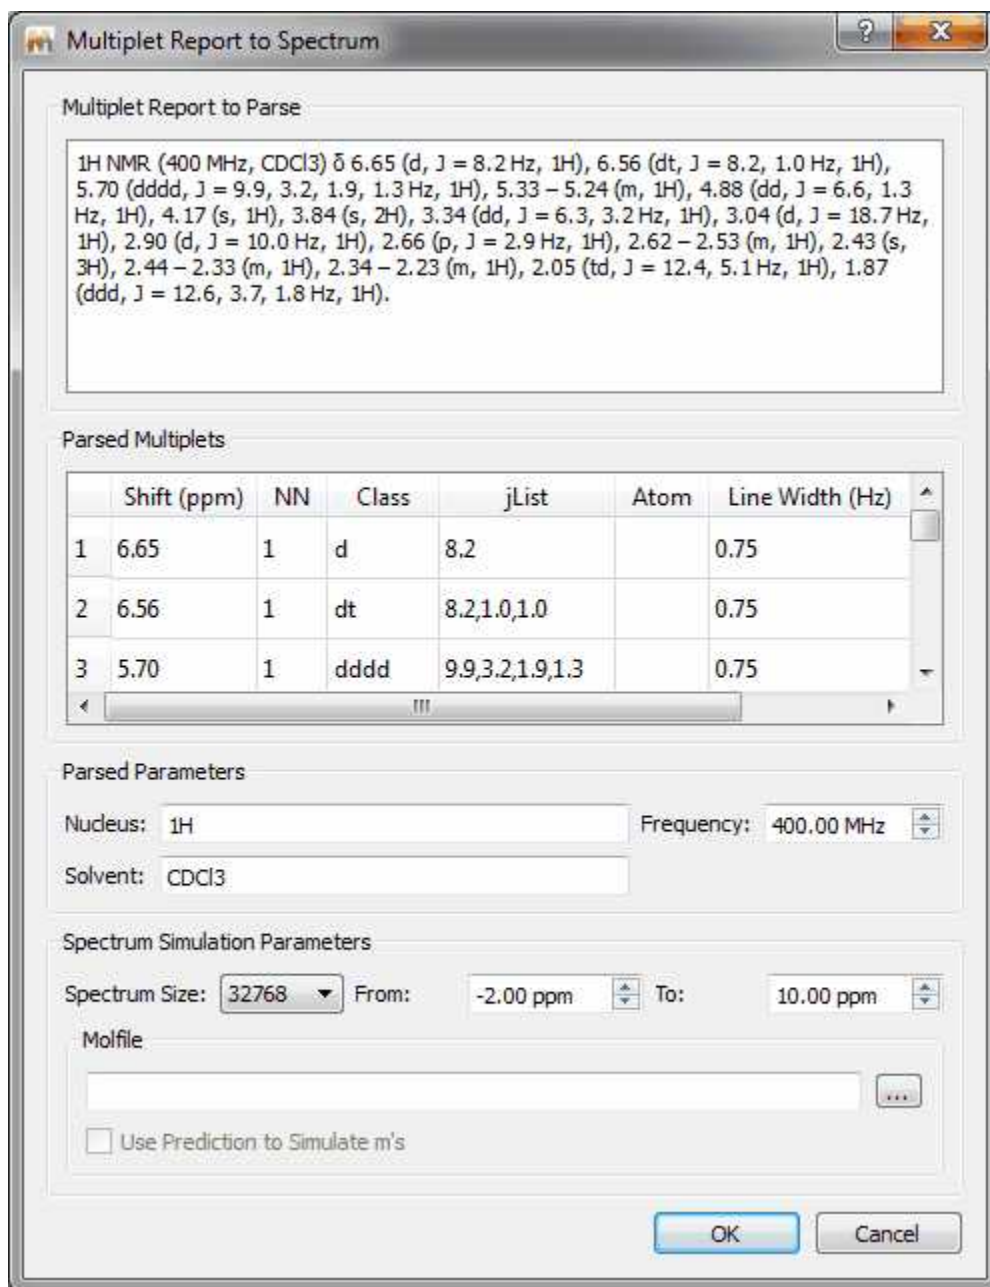 Multiplet Report to Spectrum
?
X
Multiplet Report to Parse
1H NMR (400 MHz, CDCl3) δ 6.65 (d, J = 8.2 Hz, 1H), 6.56 (dt, J = 8.2, 1.0 Hz, 1H),
5.70 (dddd, J = 9.9, 3.2, 1.9, 1.3 Hz, 1H), 5.33 – 5.24 (m, 1H), 4.88 (dd, J = 6.6, 1.3
Hz, 1H), 4.17 (s, 1H), 3.84 (s, 2H), 3.34 (dd, J = 6.3, 3.2 Hz, 1H), 3.04 (d, J = 18.7 Hz,
1H), 2.90 (d, J = 10.0 Hz, 1H), 2.66 (p, J = 2.9 Hz, 1H), 2.62 – 2.53 (m, 1H), 2.43 (s,
3H), 2.44 – 2.33 (m, 1H), 2.34 – 2.23 (m, 1H), 2.05 (td, J = 12.4, 5.1 Hz, 1H), 1.87
(ddd, J = 12.6, 3.7, 1.8 Hz, 1H).
Parsed Multiplets
Shift (ppm) NN Class jList Atom Line Width (Hz)
1 6.65 1 d 8.2 0.75
2 6.56 1 dt 8.2,1.0,1.0 0.75
3 5.70 1 dddd 9.9,3.2,1.9,1.3 0.75
Parsed Parameters
Nucleus: 1H Frequency: 400.00 MHz
Solvent: CDCl3
Spectrum Simulation Parameters
Spectrum Size: 32768 From: -2.00 ppm To: 10.00 ppm
Molfile
...
Use Prediction to Simulate m's
OK Cancel